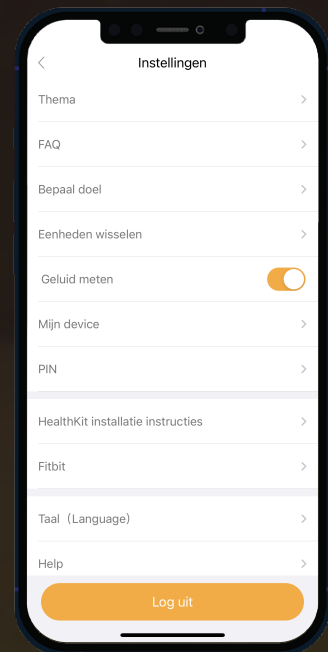 Instellingen
Thema
FAQ
Bepaal doel
Eenheden wisselen
Geluid meten
Mijn device
PIN
HealthKit installatie instructies
Fitbit
Taal（Language）
Help
Log uit